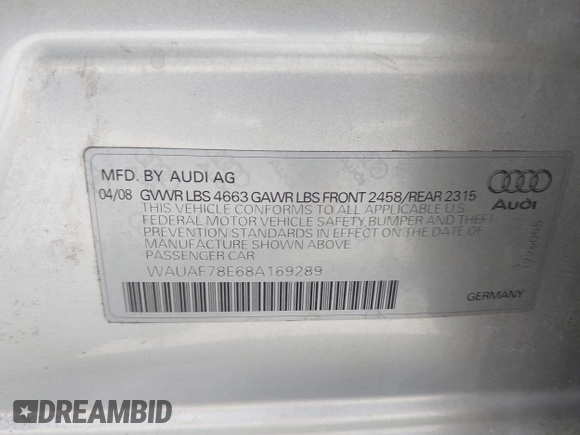 MFD. BY AUDI AG
04/08 GVWR LBS 4663 GAWR LBS FRONT 2458/REAR 2315
THIS VEHICLE CONFORMS TO ALL APPLICABLE U.S.
FEDERAL MOTOR VEHICLE SAFETY BUMPER AND THEFT
PREVENTION STANDARDS IN EFFECT ON THE DATE OF
MANUFACTURE SHOWN ABOVE
PASSENGER CAR
WAUAF78E68A169289
Audi
GERMANY
DREAMBID